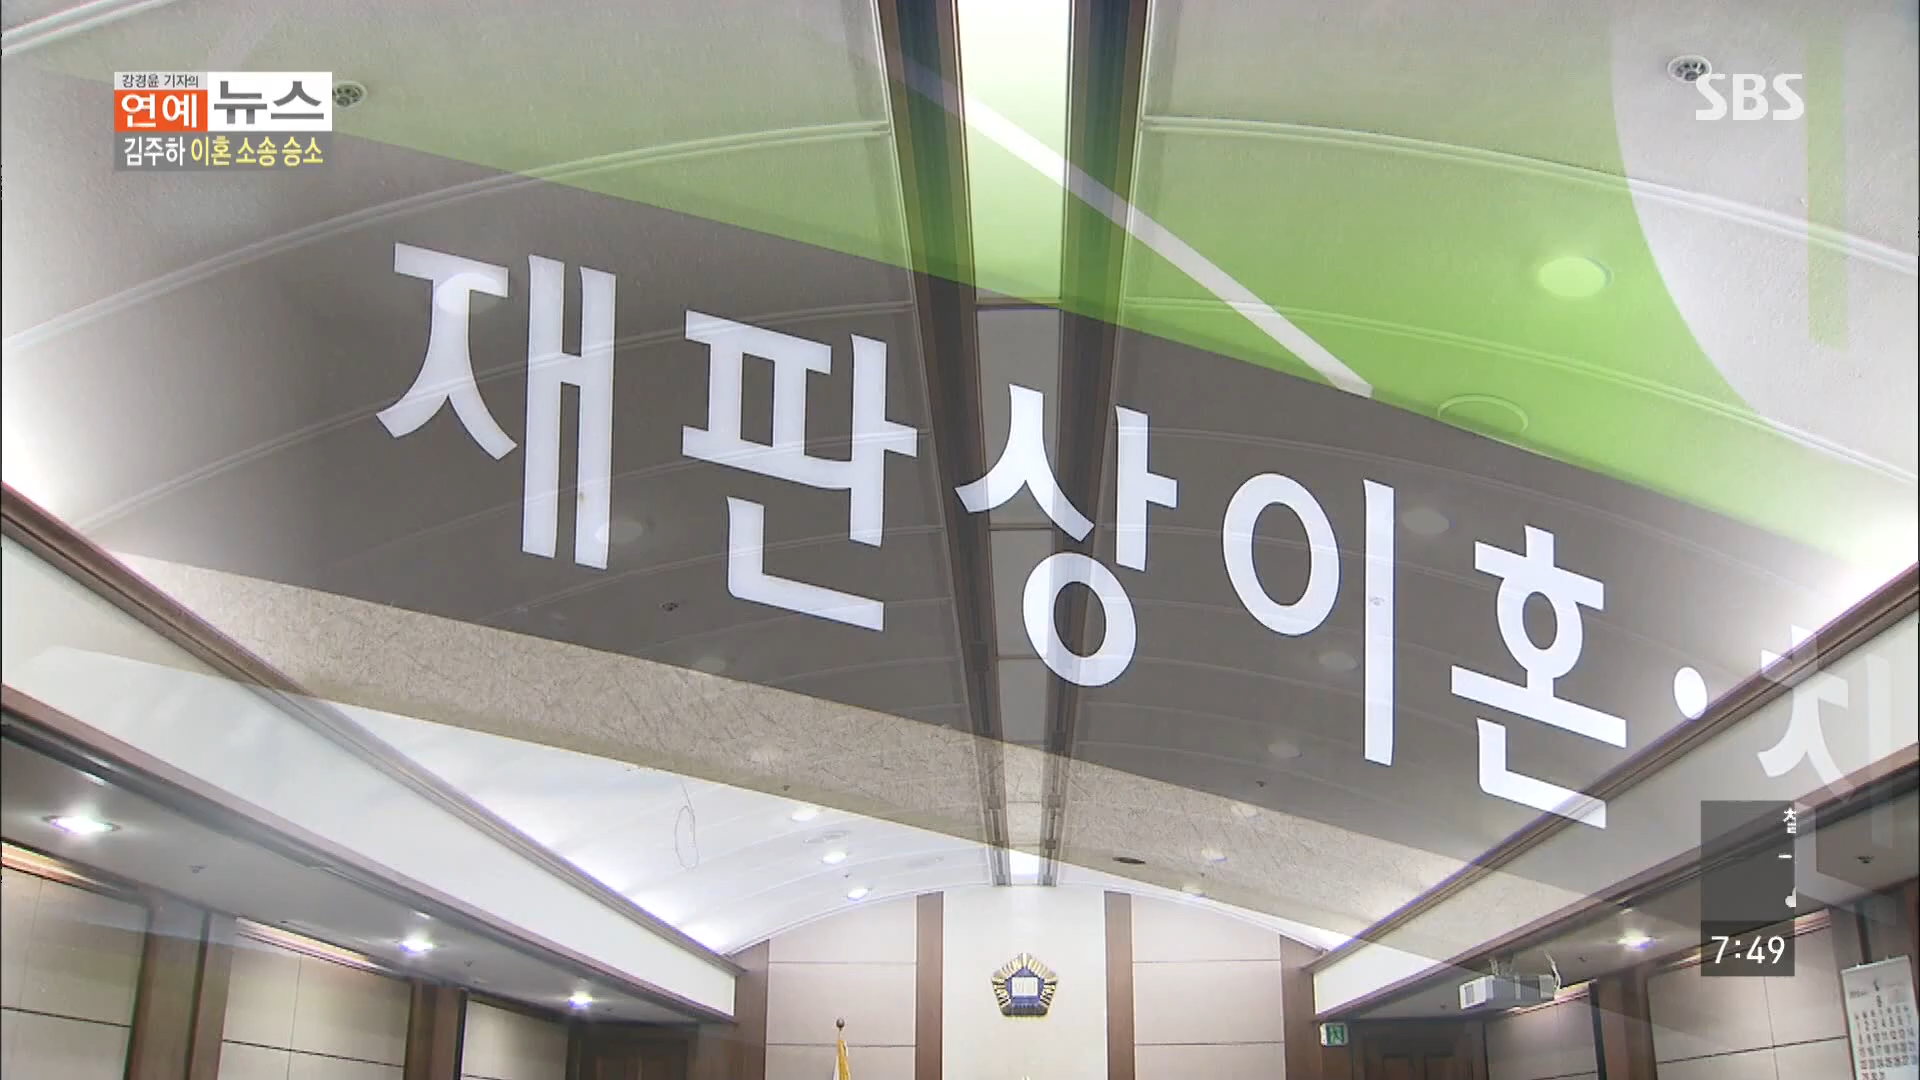 강경윤 기자의
연예 뉴스
김주하 이혼 소송 승소
SBS
재판상이혼 ·
7:49